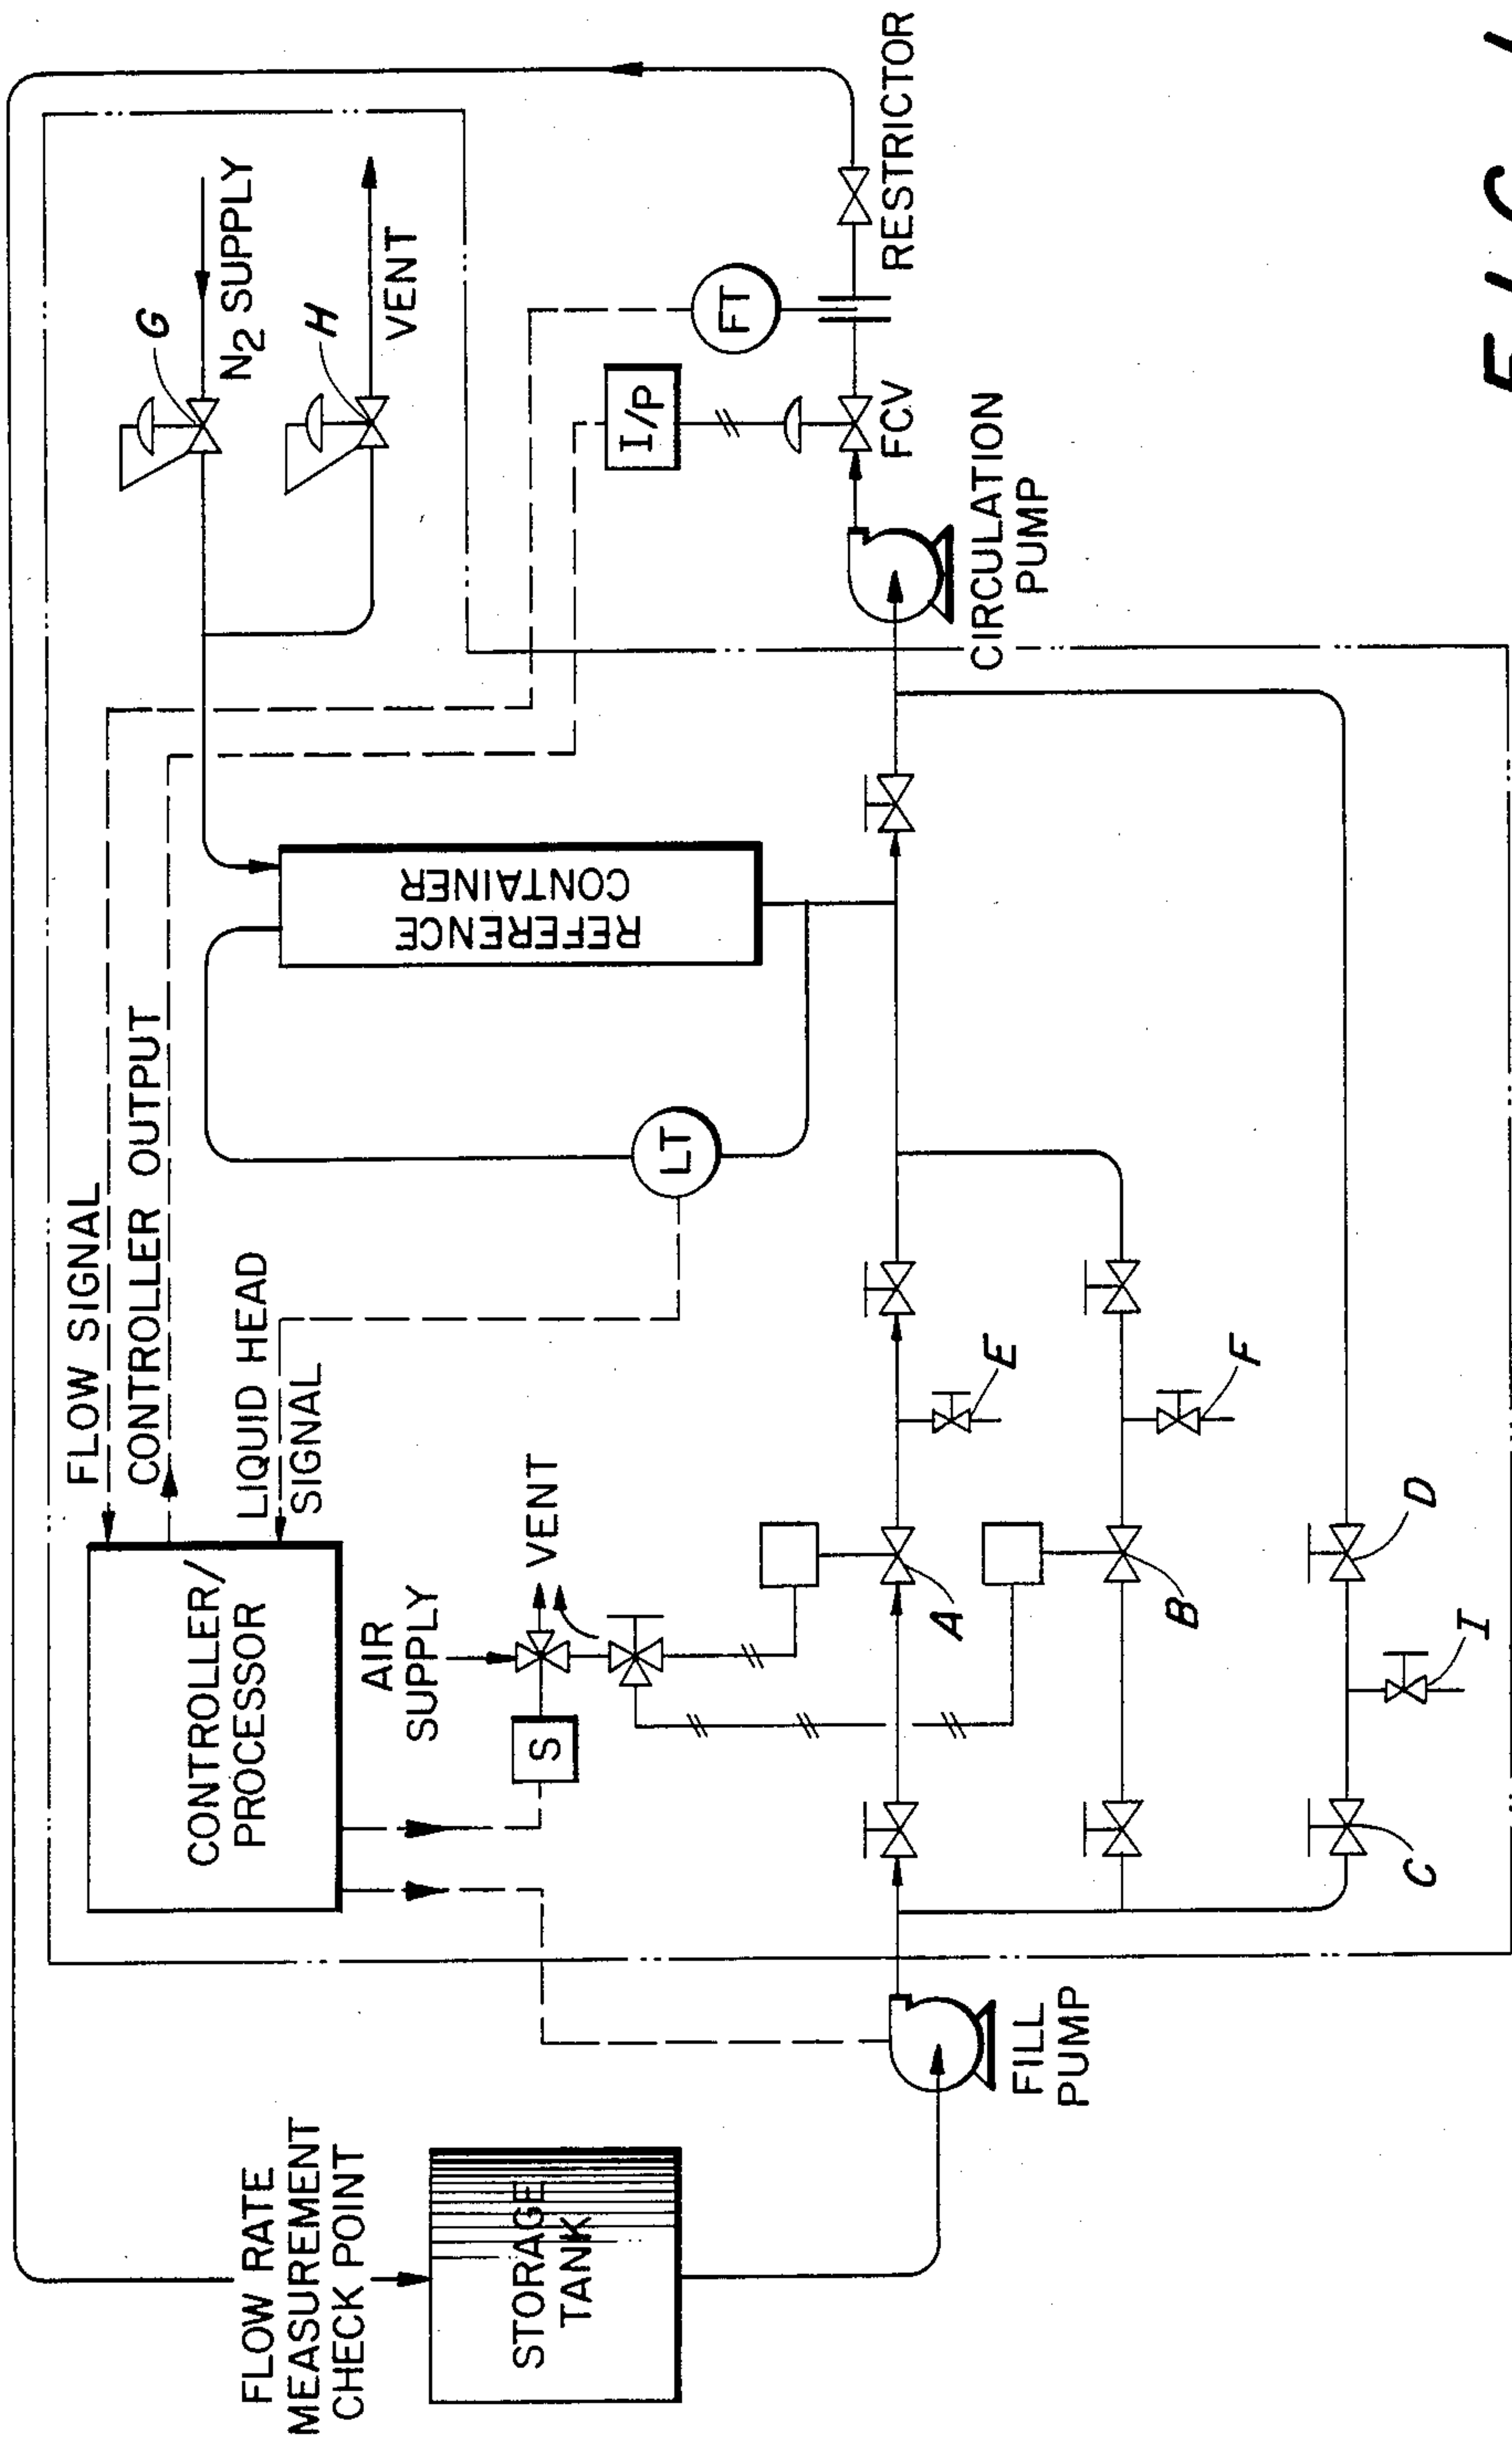 FLOW RATE
MEASUREMENT
CHECK POINT
STORAGE
TANK
FILL
PUMP
CONTROLLER/
PROCESSOR
FLOW SIGNAL
CONTROLLER OUTPUT
LIQUID HEAD
SIGNAL
AIR
SUPPLY
VENT
S
A
B
C
D
E
F
I
LT
REFERENCE
CONTAINER
G
N2 SUPPLY
H
VENT
I/P
FT
FCV
RESTRICTOR
CIRCULATION
PUMP